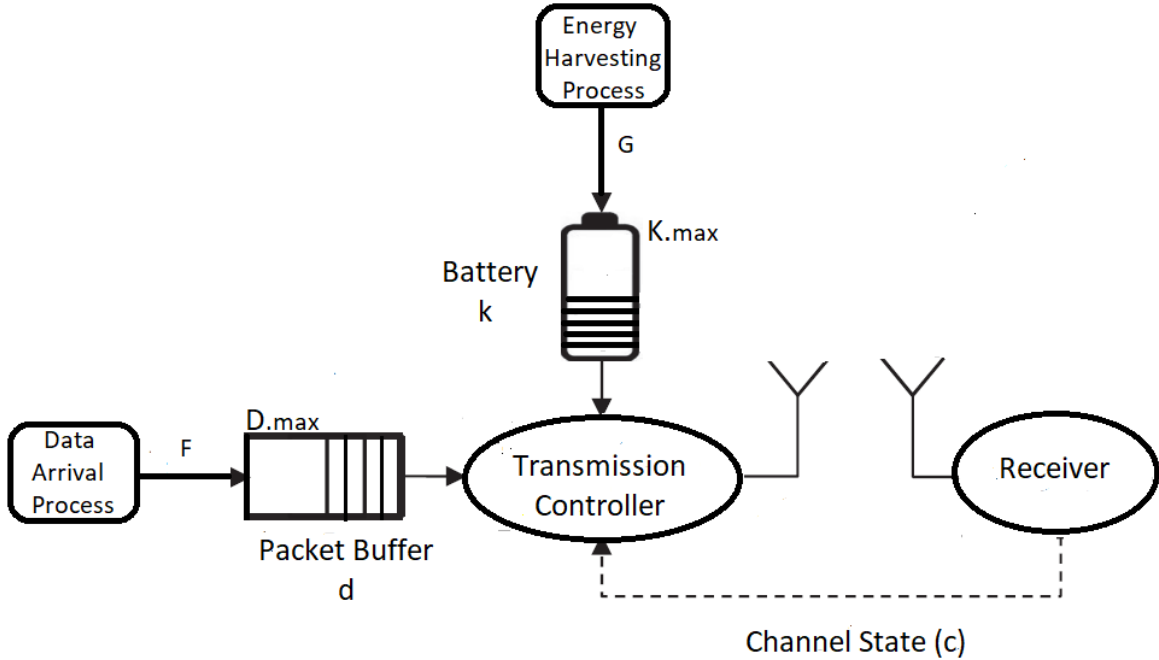 Energy
Harvesting
Process
G
K.max
Battery
k
D.max
Data
Arrival
Process
F
Packet Buffer
d
Transmission
Controller
Receiver
Channel State (c)